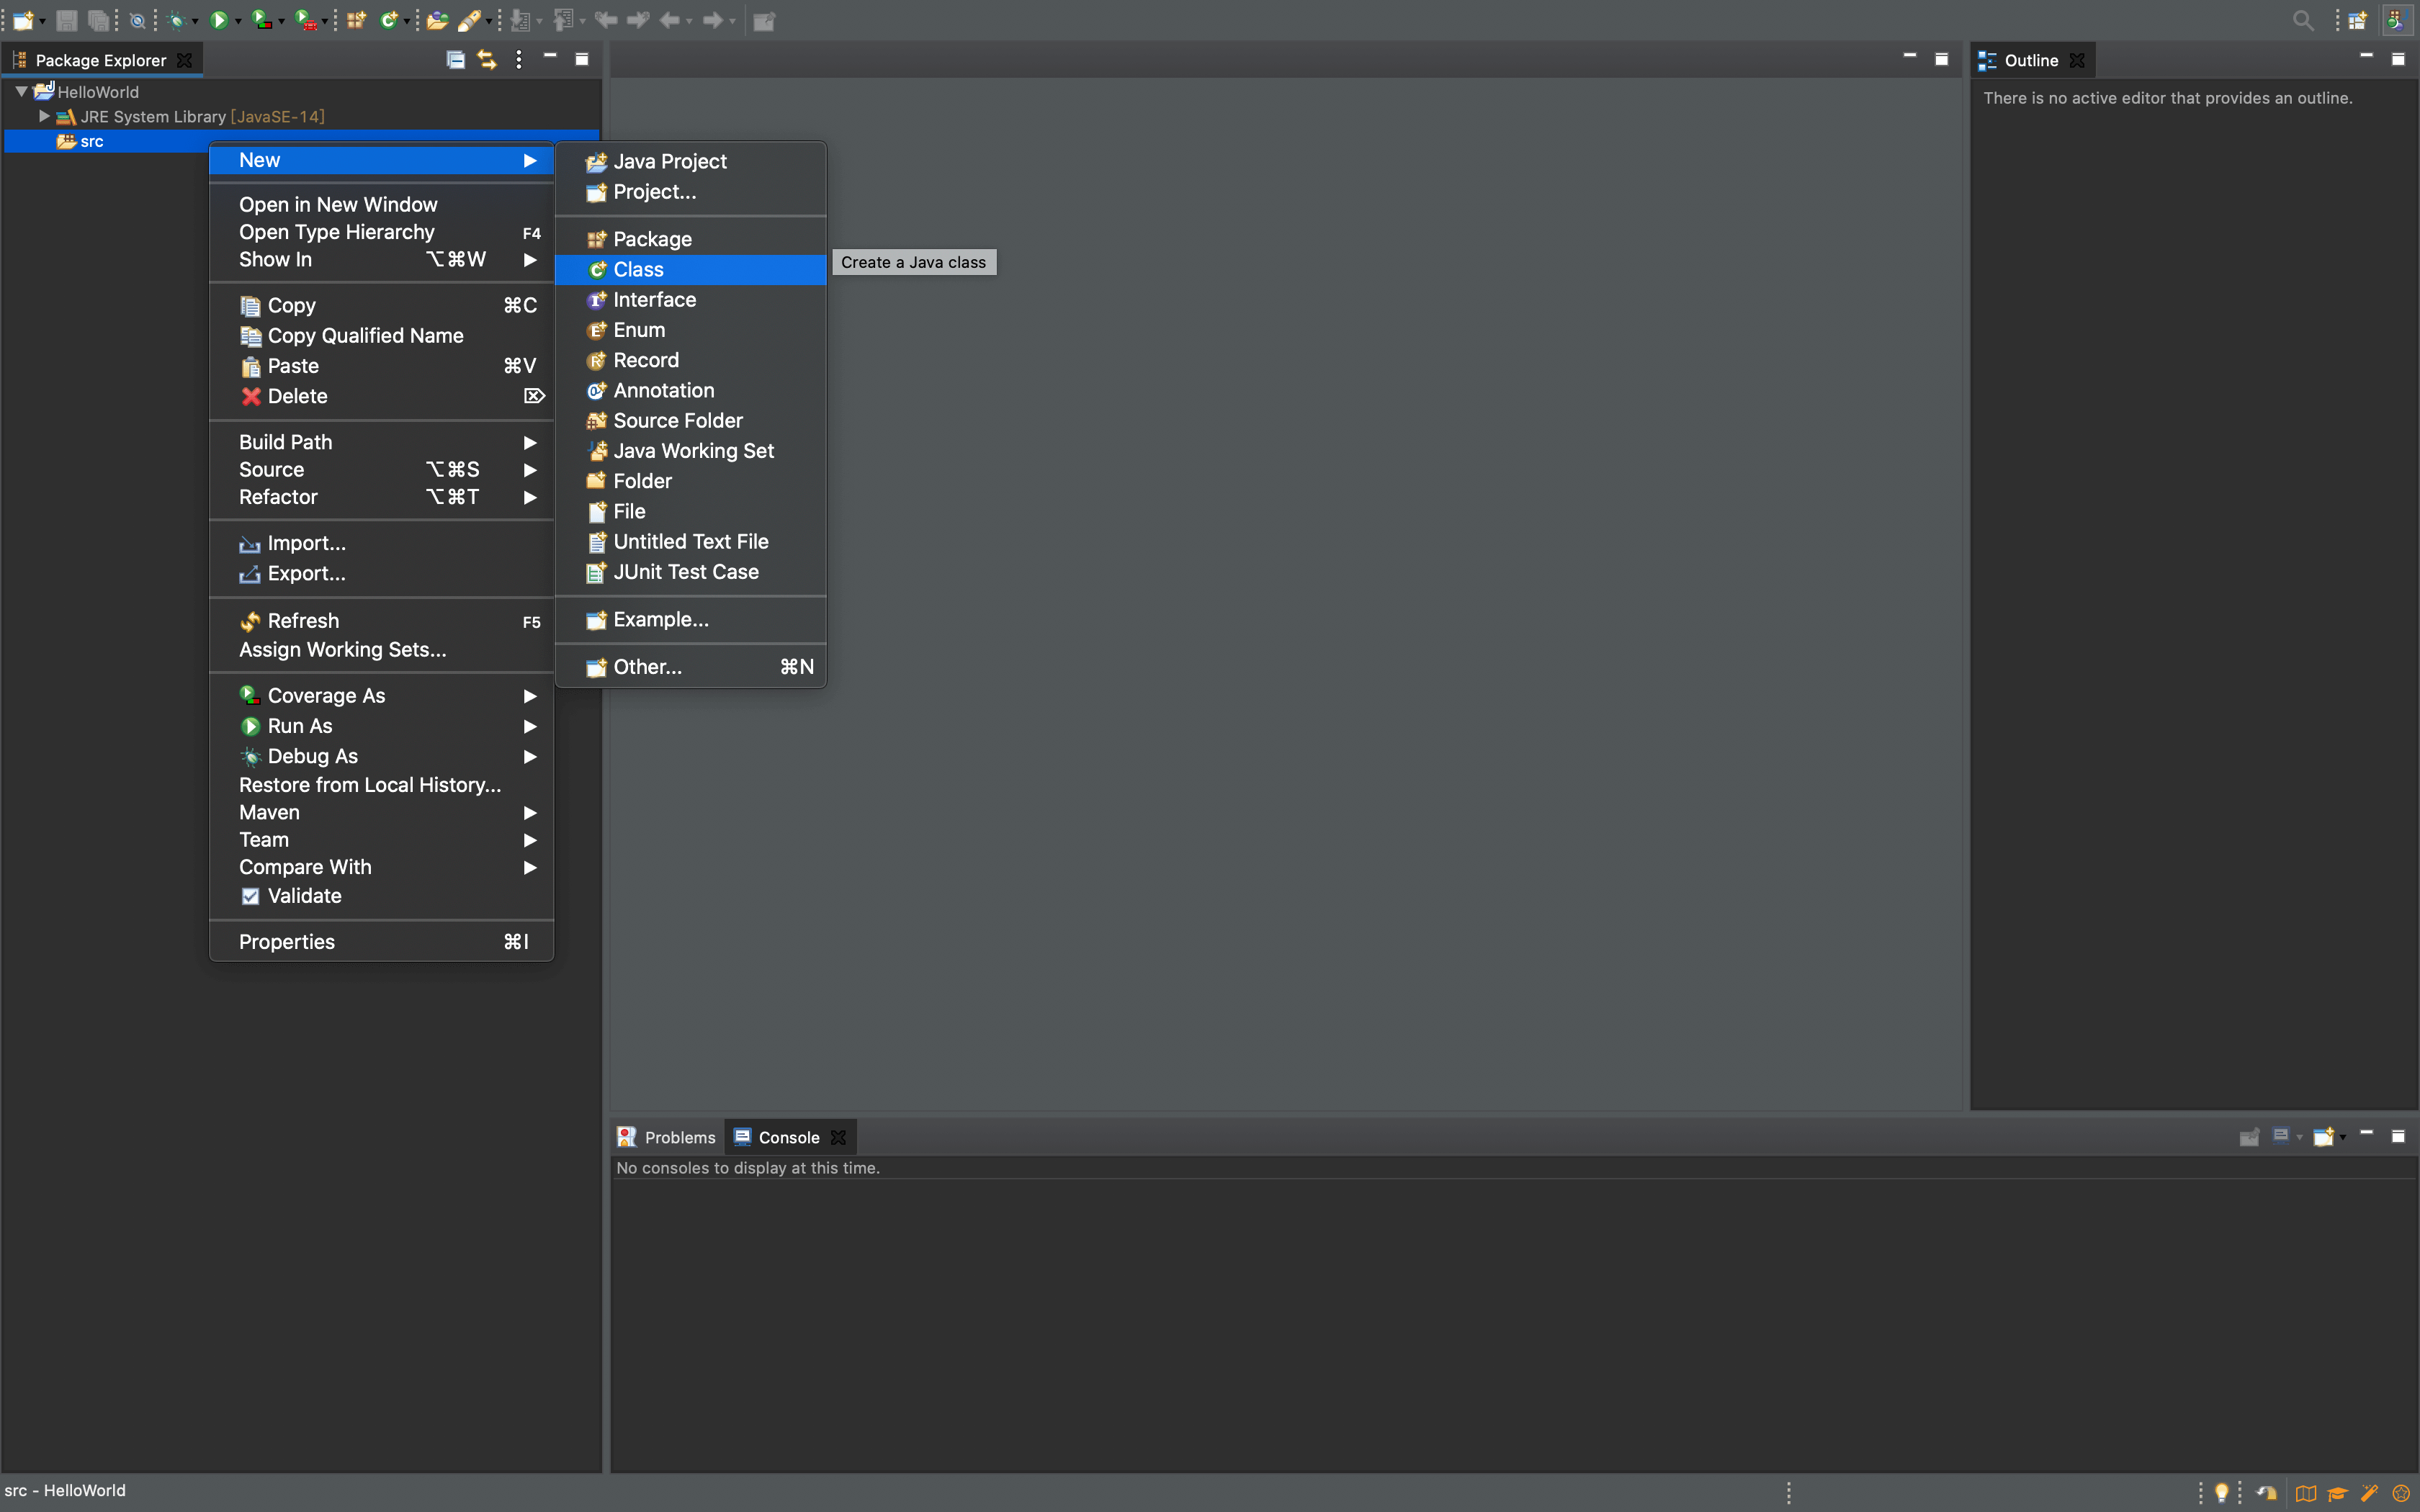 Package Explorer
Outline
HelloWorld
JRE System Library [JavaSE-14]
src
There is no active editor that provides an outline.
New
Open in New Window
Open Type Hierarchy F4
Show In ⌥⌘W
Copy ⌘C
Copy Qualified Name
Paste ⌘V
Delete ⌦
Build Path
Source ⌥⌘S
Refactor ⌥⌘T
Import...
Export...
Refresh F5
Assign Working Sets...
Coverage As
Run As
Debug As
Restore from Local History...
Maven
Team
Compare With
Validate
Properties ⌘I
Java Project
Project...
Package
Class
Interface
Enum
Record
Annotation
Source Folder
Java Working Set
Folder
File
Untitled Text File
JUnit Test Case
Example...
Other... ⌘N
Create a Java class
Problems Console
No consoles to display at this time.
src - HelloWorld